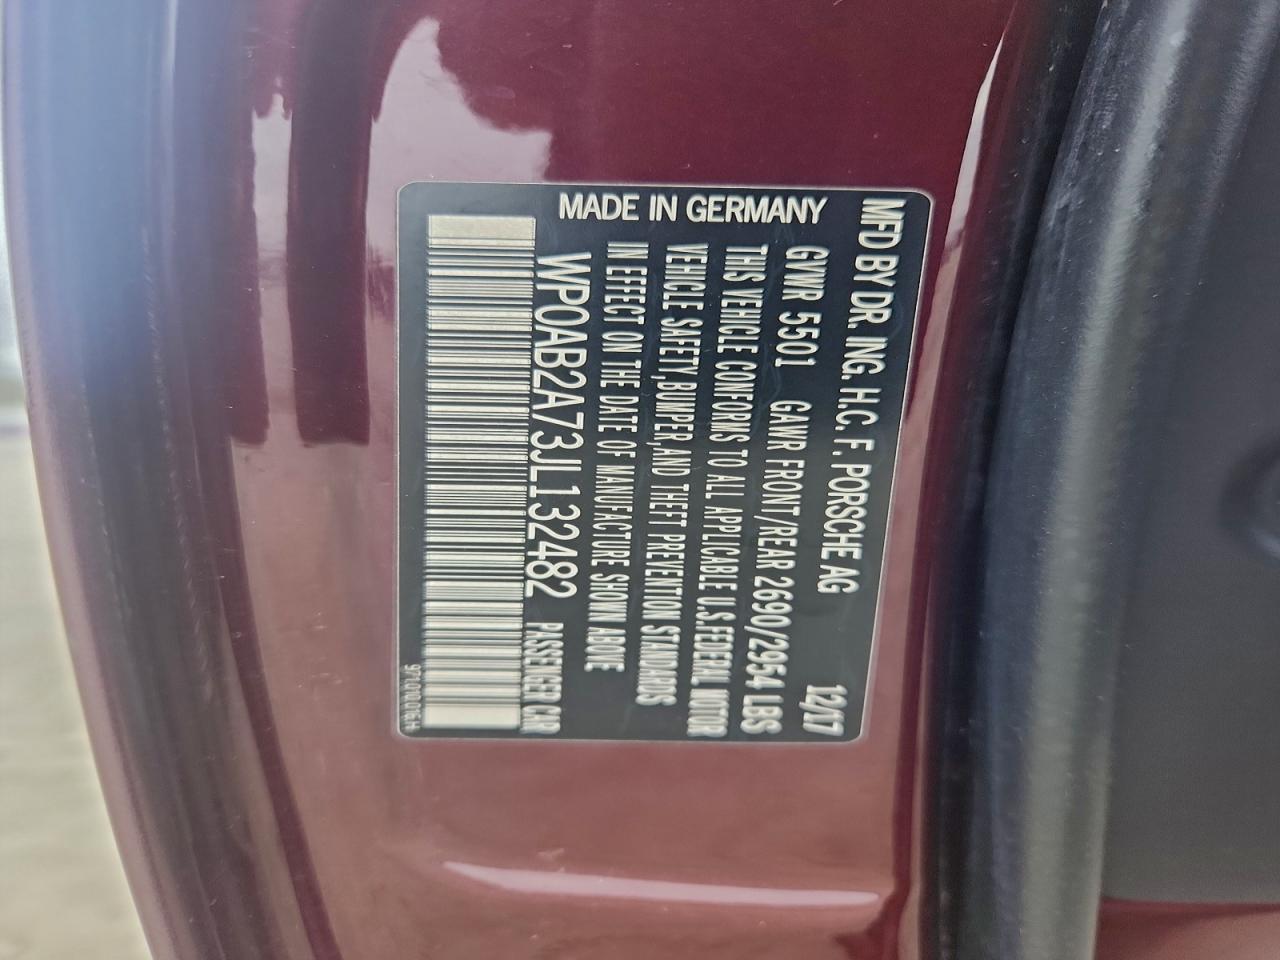 MFD BY DR. ING. H.C. F. PORSCHE AG
MADE IN GERMANY
12/17
GVWR 5501 GAWR FRONT/REAR 2690/2954 LBS
THIS VEHICLE CONFORMS TO ALL APPLICABLE U.S.FEDERAL MOTOR
VEHICLE SAFETY,BUMPER,AND THEFT PREVENTION STANDARDS
IN EFFECT ON THE DATE OF MANUFACTURE SHOWN ABOVE
WP0AB2A73JL132482 PASSENGER CAR